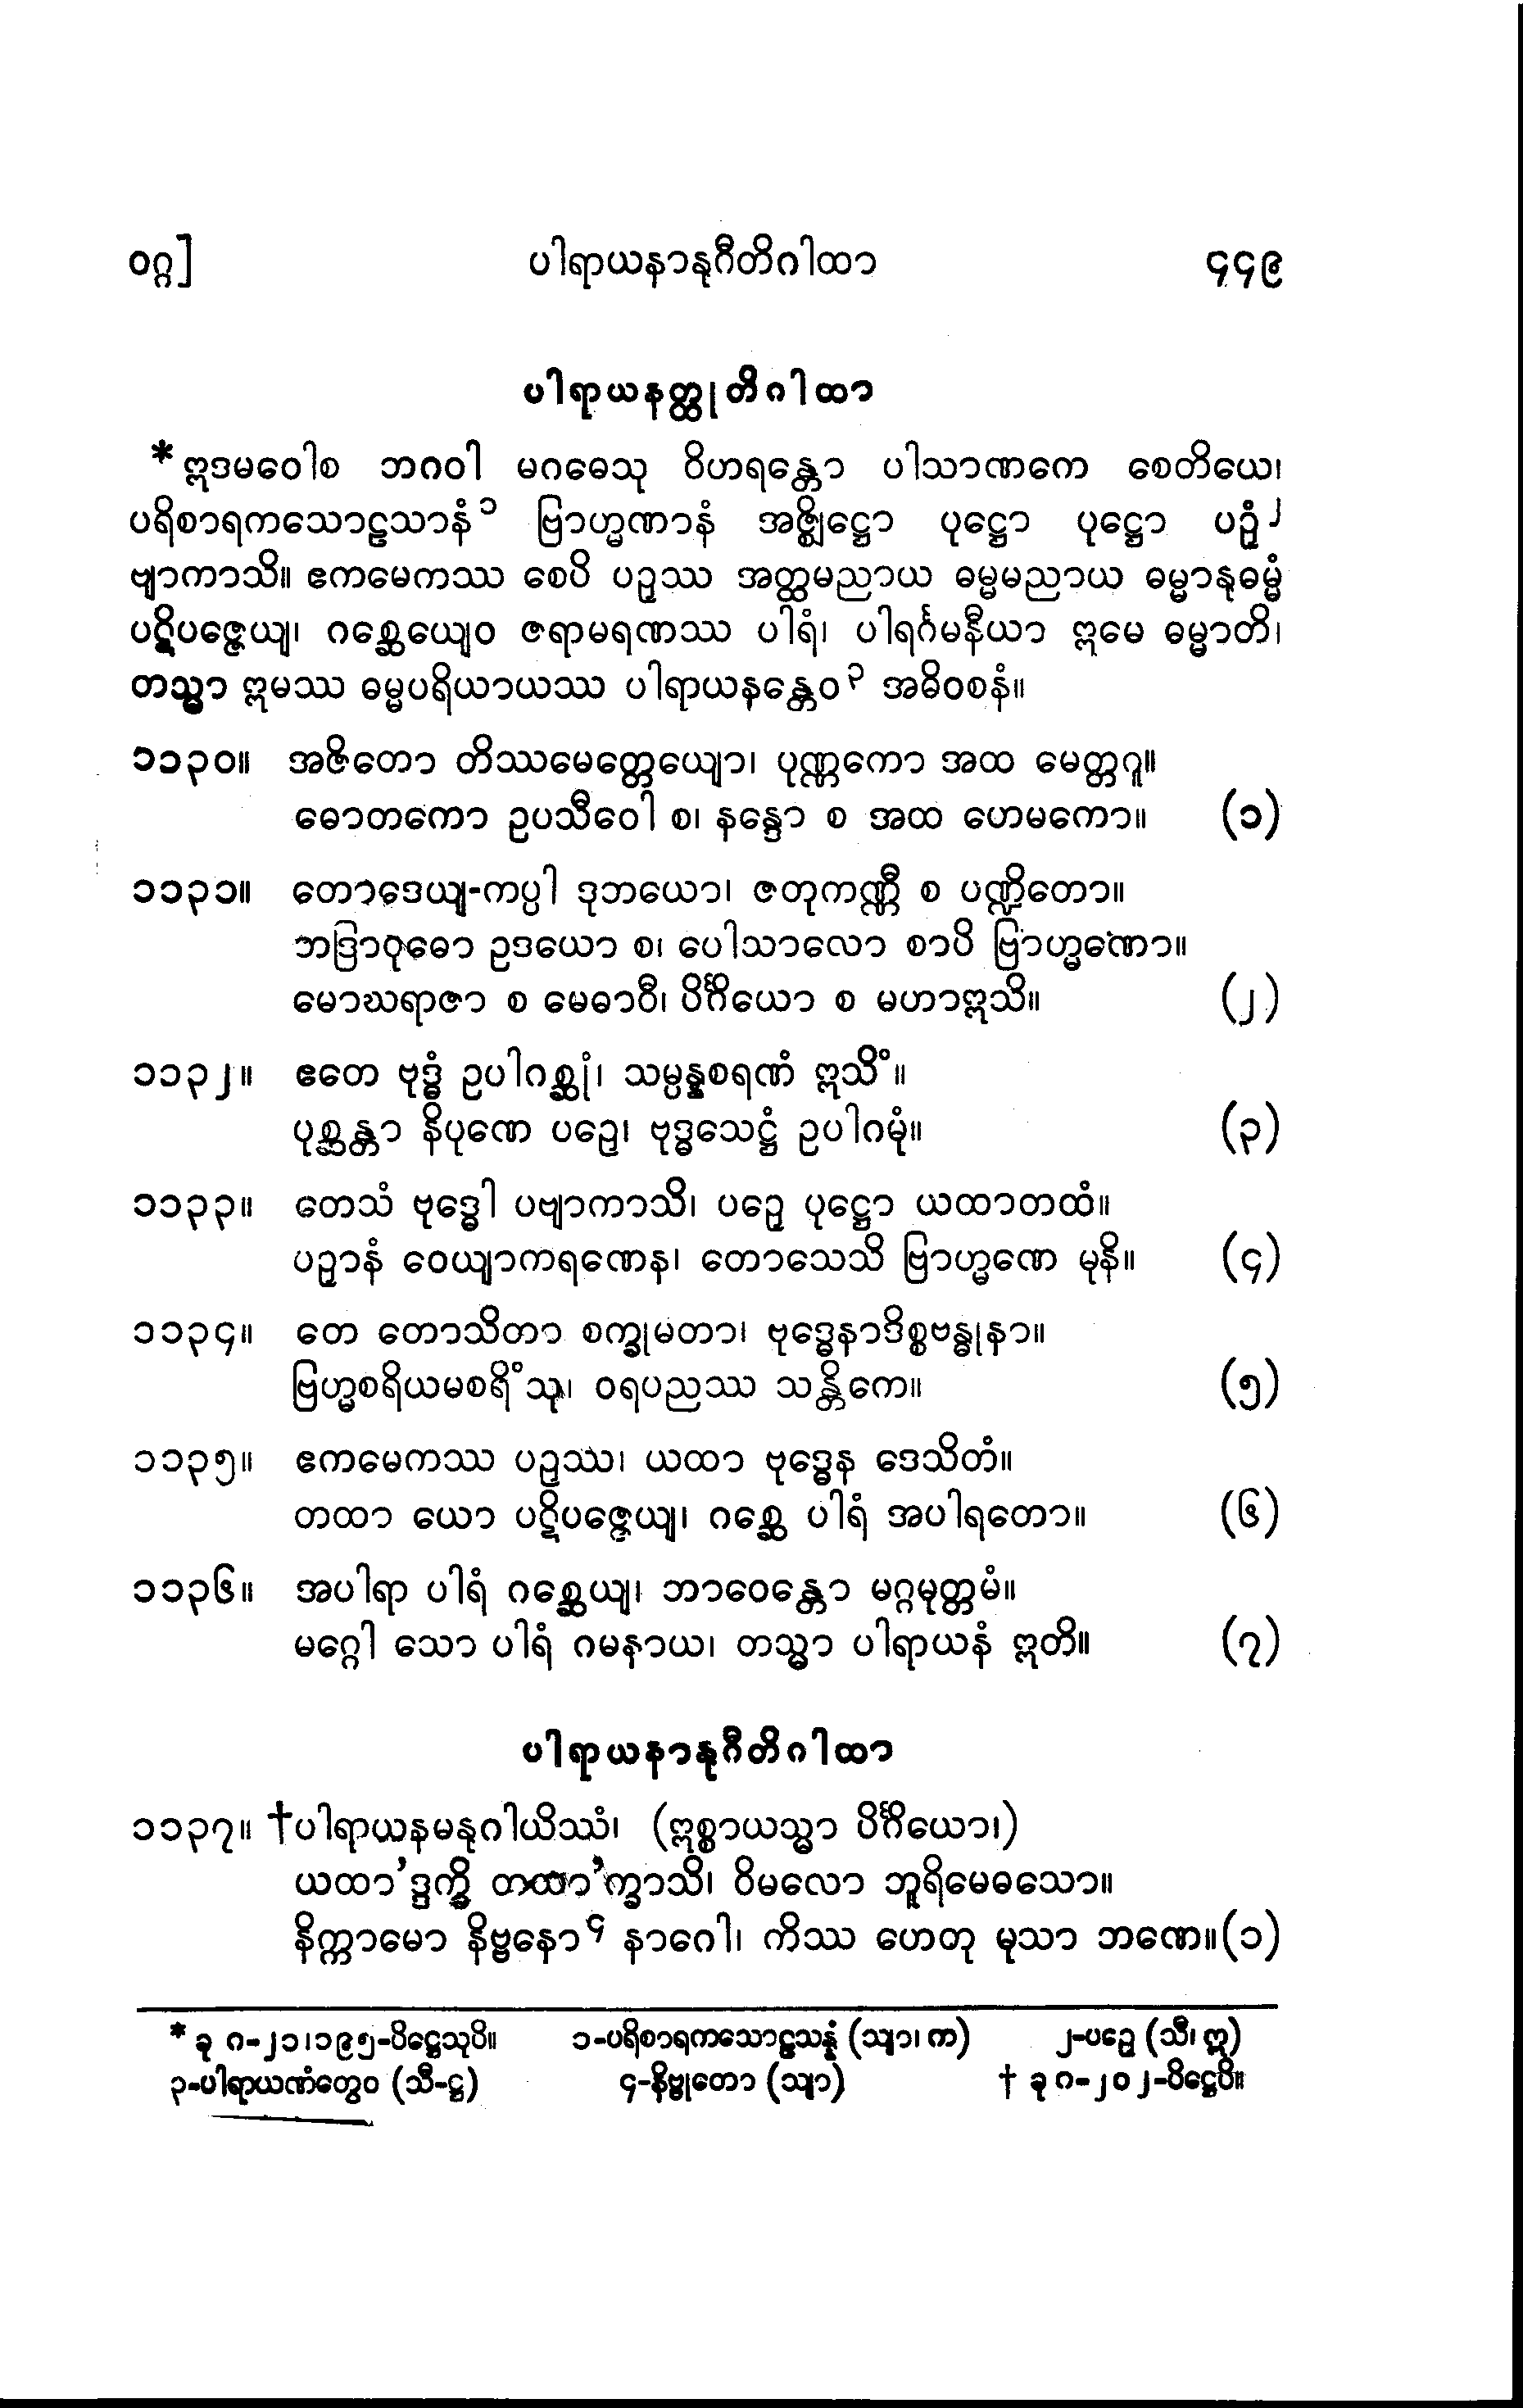 ဝဂ္ဂ] ပါရာယနာနုဂီတိဂါထာ ၄၄၉
ပါရာယနတ္ထုတိဂါထာ
*ဣဒမဝေါစ ဘဂဝါ မဂဓေသု ဝိဟရန္တော ပါသာဏကေ စေတိယေ၊
ပရိစာရကသောဠသာနံ၁ ဗြာဟ္မဏာနံ အဇ္ဈိဋ္ဌော ပုဋ္ဌော ပုဋ္ဌော ပဉှံ၂
ဗျာကာသိ။ ဧကမေကဿ စေပိ ပဉှဿ အတ္ထမညာယ ဓမ္မမညာယ ဓမ္မာနုဓမ္မံ
ပဋိပဇ္ဇေယျ၊ ဂစ္ဆေယျေဝ ဇရာမရဏဿ ပါရံ၊ ပါရင်္ဂမနီယာ ဣမေ ဓမ္မာတိ၊
တသ္မာ ဣမဿ ဓမ္မပရိယာယဿ ပါရာယနန္တေဝ၃ အဓိဝစနံ။
၁၁၃၀။ အဇိတော တိဿမေတ္တေယျော၊ ပုဏ္ဏကော အထ မေတ္တဂူ။
ဓောတကော ဥပသီဝေါ စ၊ နန္ဒော စ အထ ဟေမကော။ (၁)
၁၁၃၁။ တောဒေယျ-ကပ္ပါ ဒုဘယော၊ ဇတုကဏ္ဏီ စ ပဏ္ဍိတော။
ဘဒြာဝုဓော ဥဒယော စ၊ ပေါသာလော စာပိ ဗြာဟ္မဏော။
မောဃရာဇာ စ မေဓာဝီ၊ ပိင်္ဂိယော စ မဟာဣသိ။ (၂)
၁၁၃၂။ ဧတေ ဗုဒ္ဓံ ဥပါဂစ္ဆုံ၊ သမ္ပန္နစရဏံ ဣသိံ။
ပုစ္ဆန္တာ နိပုဏေ ပဉှေ၊ ဗုဒ္ဓသေဋ္ဌံ ဥပါဂမုံ။ (၃)
၁၁၃၃။ တေသံ ဗုဒ္ဓေါ ပဗျာကာသိ၊ ပဉှေ ပုဋ္ဌော ယထာတထံ။
ပဉှာနံ ဝေယျာကရဏေန၊ တောသေသိ ဗြာဟ္မဏေ မုနိ။ (၄)
၁၁၃၄။ တေ တောသိတာ စက္ခုမတာ၊ ဗုဒ္ဓေနာဒိစ္စဗန္ဓုနာ။
ဗြဟ္မစရိယမစရိံသု၊ ဝရပညဿ သန္တိကေ။ (၅)
၁၁၃၅။ ဧကမေကဿ ပဉှဿ၊ ယထာ ဗုဒ္ဓေန ဒေသိတံ။
တထာ ယော ပဋိပဇ္ဇေယျ၊ ဂစ္ဆေ ပါရံ အပါရတော။ (၆)
၁၁၃၆။ အပါရာ ပါရံ ဂစ္ဆေယျ၊ ဘာဝေန္တော မဂ္ဂမုတ္တမံ။
မဂ္ဂေါ သော ပါရံ ဂမနာယ၊ တသ္မာ ပါရာယနံ ဣတိ။ (၇)
ပါရာယနာနုဂီတိဂါထာ
၁၁၃၇။ †ပါရာယနမနုဂါယိဿံ၊ (ဣစ္စာယသ္မာ ပိင်္ဂိယော၊)
ယထာ’ဒ္ဒက္ခိ တထာ’က္ခာသိ၊ ဝိမလော ဘူရိမေဓသော။
နိက္ကာမော နိဗ္ဗနော၄ နာဂေါ၊ ကိဿ ဟေတု မုသာ ဘဏေ။(၁)
* ခု ဂ-၂၁၊၁၉၅-ပိဋ္ဌေသုပိ။ ၁-ပရိစာရကသောဠသန္နံ (သျာ၊ က) ၂-ပဉှေ (သီ၊ ဣ)
၃-ပါရာယဏံတွေဝ (သီ-ဋ္ဌ) ၄-နိဗ္ဗုတော (သျာ) † ခု ဂ-၂၀၂-ပိဋ္ဌေပိ။